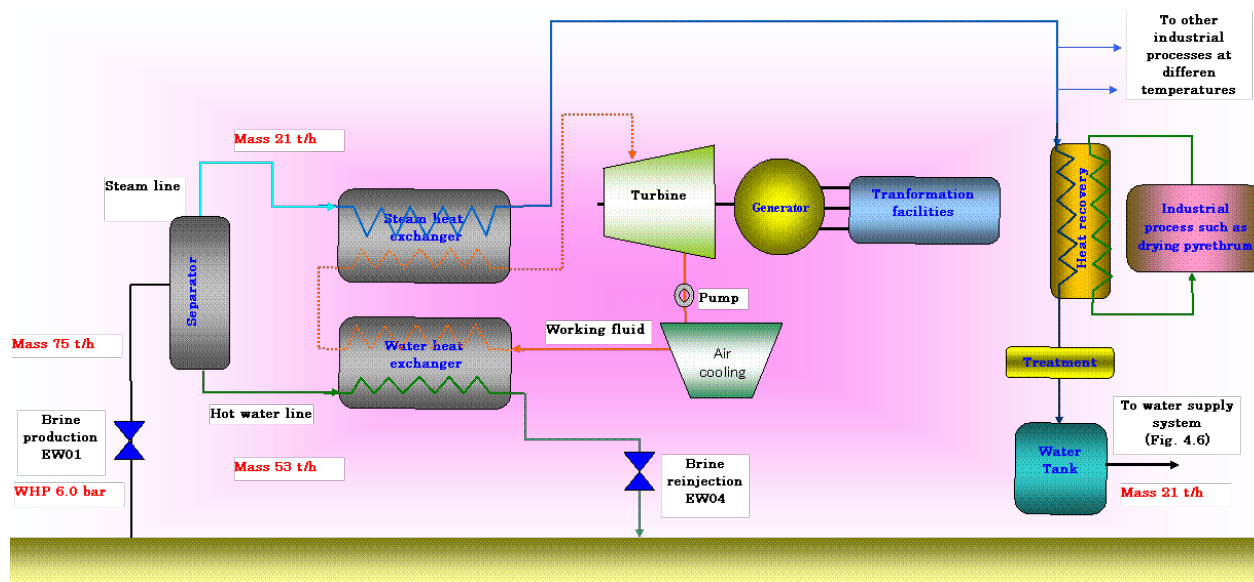 To other
industrial
processes at
differen
temperatures
Mass 21 t/h
Steam line
Steam heat
exchanger
Turbine
Generator
Tranformation
facilities
Heat recovery
Industrial
process such as
drying pyrethrum
Separator
Pump
Mass 75 t/h
Working fluid
Water heat
exchanger
Air
cooling
Treatment
Hot water line
Brine
production
EW01
To water supply
system
(Fig. 4.6)
Water
Tank
Mass 53 t/h
Brine
reinjection
EW04
WHP 6.0 bar
Mass 21 t/h